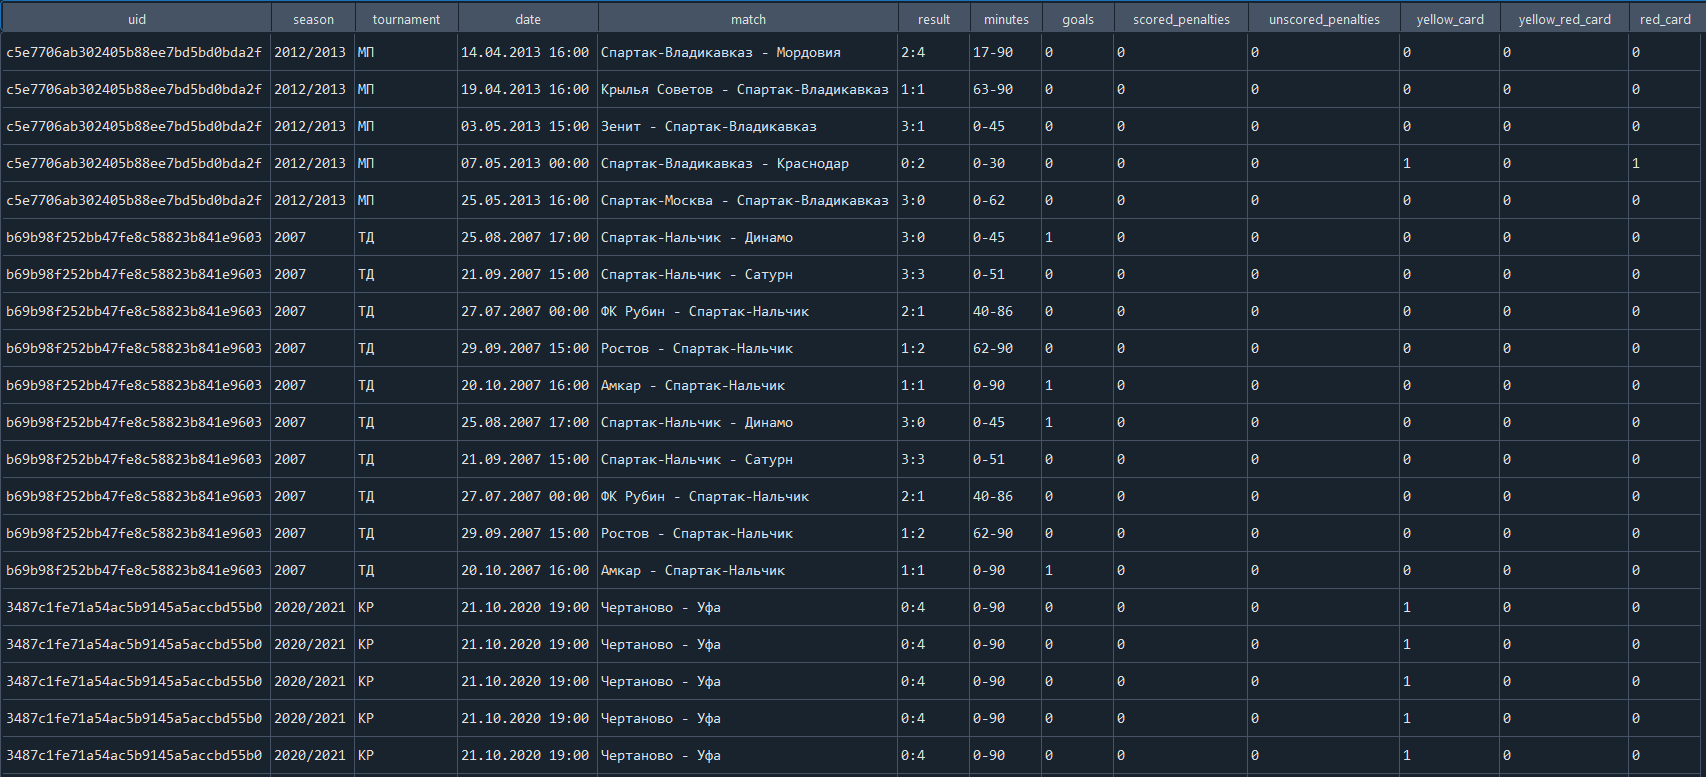 uid season tournament date match result minutes goals scored_penalties unscored_penalties yellow_card yellow_red_card red_card
c5e7706ab302405b88ee7bd5bd0bda2f 2012/2013 МП 14.04.2013 16:00 Спартак-Владикавказ - Мордовия 2:4 17-90 0 0 0 0 0 0
c5e7706ab302405b88ee7bd5bd0bda2f 2012/2013 МП 19.04.2013 16:00 Крылья Советов - Спартак-Владикавказ 1:1 63-90 0 0 0 0 0 0
c5e7706ab302405b88ee7bd5bd0bda2f 2012/2013 МП 03.05.2013 15:00 Зенит - Спартак-Владикавказ 3:1 0-45 0 0 0 0 0 0
c5e7706ab302405b88ee7bd5bd0bda2f 2012/2013 МП 07.05.2013 00:00 Спартак-Владикавказ - Краснодар 0:2 0-30 0 0 0 1 0 1
c5e7706ab302405b88ee7bd5bd0bda2f 2012/2013 МП 25.05.2013 16:00 Спартак-Москва - Спартак-Владикавказ 3:0 0-62 0 0 0 0 0 0
b69b98f252bb47fe8c58823b841e9603 2007 ТД 25.08.2007 17:00 Спартак-Нальчик - Динамо 3:0 0-45 1 0 0 0 0 0
b69b98f252bb47fe8c58823b841e9603 2007 ТД 21.09.2007 15:00 Спартак-Нальчик - Сатурн 3:3 0-51 0 0 0 0 0 0
b69b98f252bb47fe8c58823b841e9603 2007 ТД 27.07.2007 00:00 ФК Рубин - Спартак-Нальчик 2:1 40-86 0 0 0 0 0 0
b69b98f252bb47fe8c58823b841e9603 2007 ТД 29.09.2007 15:00 Ростов - Спартак-Нальчик 1:2 62-90 0 0 0 0 0 0
b69b98f252bb47fe8c58823b841e9603 2007 ТД 20.10.2007 16:00 Амкар - Спартак-Нальчик 1:1 0-90 1 0 0 0 0 0
b69b98f252bb47fe8c58823b841e9603 2007 ТД 25.08.2007 17:00 Спартак-Нальчик - Динамо 3:0 0-45 1 0 0 0 0 0
b69b98f252bb47fe8c58823b841e9603 2007 ТД 21.09.2007 15:00 Спартак-Нальчик - Сатурн 3:3 0-51 0 0 0 0 0 0
b69b98f252bb47fe8c58823b841e9603 2007 ТД 27.07.2007 00:00 ФК Рубин - Спартак-Нальчик 2:1 40-86 0 0 0 0 0 0
b69b98f252bb47fe8c58823b841e9603 2007 ТД 29.09.2007 15:00 Ростов - Спартак-Нальчик 1:2 62-90 0 0 0 0 0 0
b69b98f252bb47fe8c58823b841e9603 2007 ТД 20.10.2007 16:00 Амкар - Спартак-Нальчик 1:1 0-90 1 0 0 0 0 0
3487c1fe71a54ac5b9145a5accbd55b0 2020/2021 КР 21.10.2020 19:00 Чертаново - Уфа 0:4 0-90 0 0 0 1 0 0
3487c1fe71a54ac5b9145a5accbd55b0 2020/2021 КР 21.10.2020 19:00 Чертаново - Уфа 0:4 0-90 0 0 0 1 0 0
3487c1fe71a54ac5b9145a5accbd55b0 2020/2021 КР 21.10.2020 19:00 Чертаново - Уфа 0:4 0-90 0 0 0 1 0 0
3487c1fe71a54ac5b9145a5accbd55b0 2020/2021 КР 21.10.2020 19:00 Чертаново - Уфа 0:4 0-90 0 0 0 1 0 0
3487c1fe71a54ac5b9145a5accbd55b0 2020/2021 КР 21.10.2020 19:00 Чертаново - Уфа 0:4 0-90 0 0 0 1 0 0